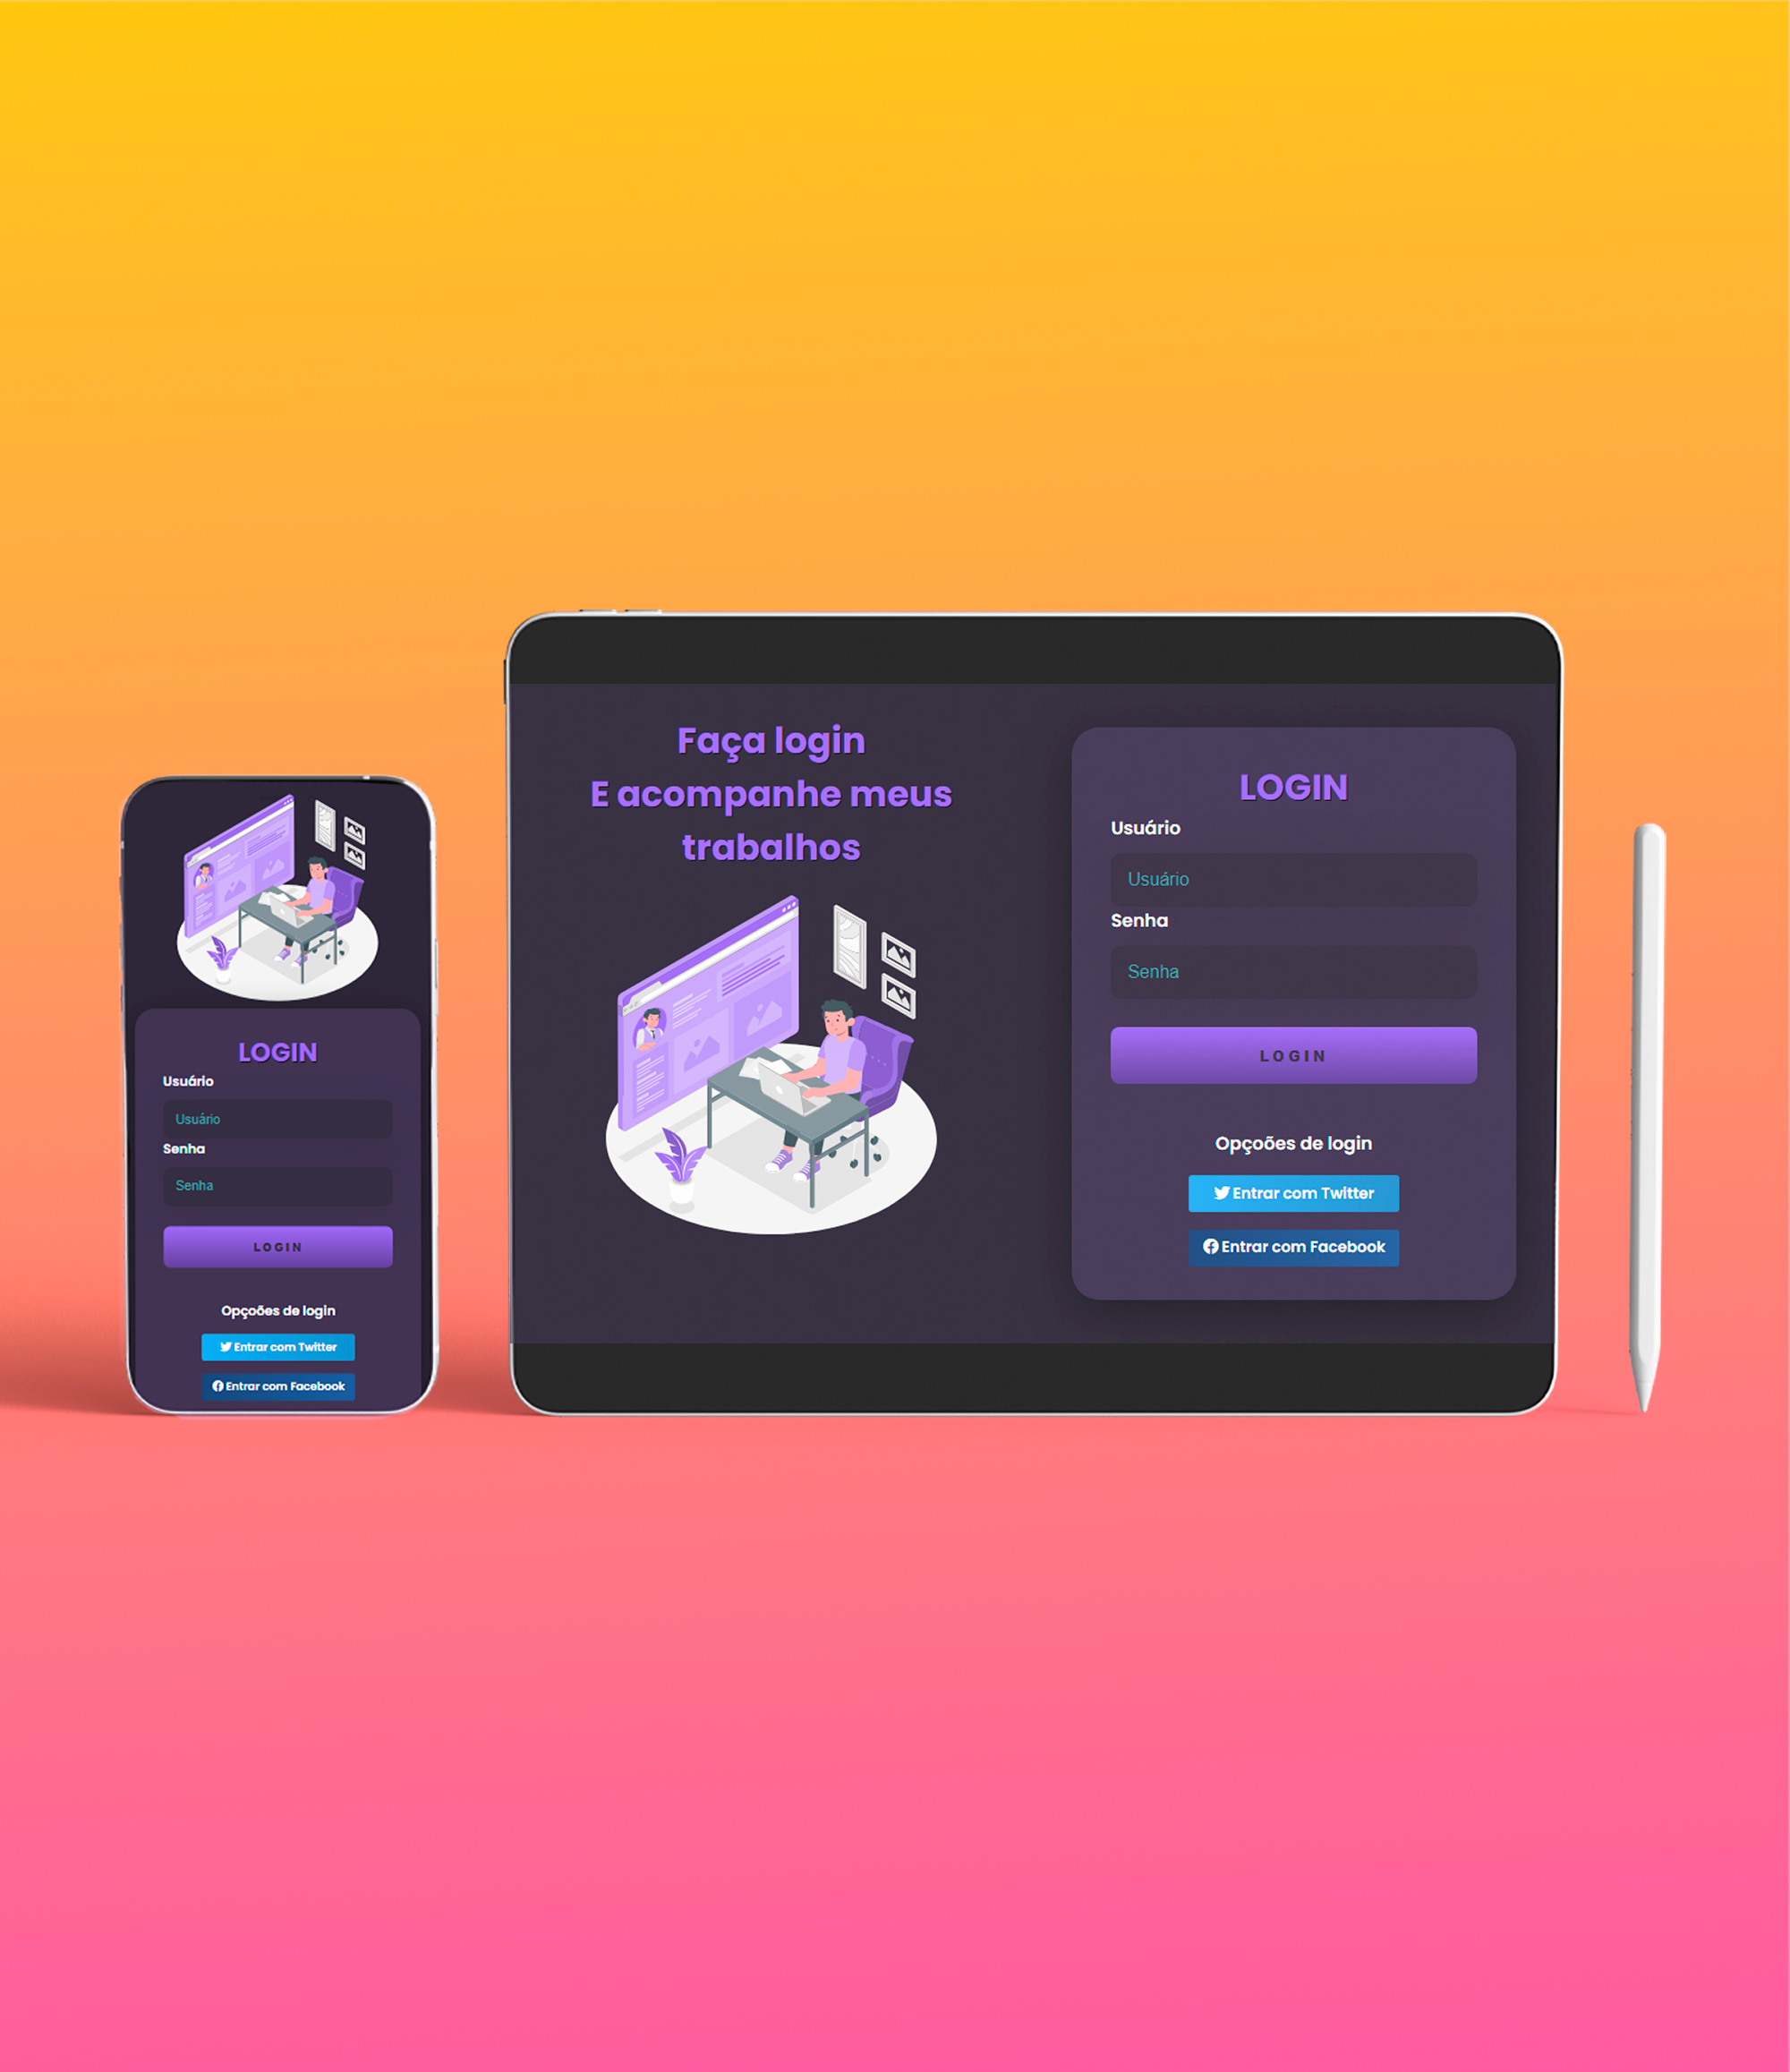 LOGIN
Usuário
Usuário
Senha
Senha
LOGIN
Opçoões de login
Entrar com Twitter
Entrar com Facebook
Faça login
E acompanhe meus
trabalhos
LOGIN
Usuário
Usuário
Senha
Senha
LOGIN
Opçoões de login
Entrar com Twitter
Entrar com Facebook